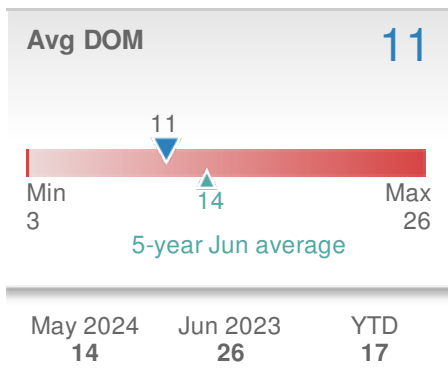 Avg DOM 11
11
Min Max
3 14 26
5-year Jun average
May 2024 Jun 2023 YTD
14 26 17